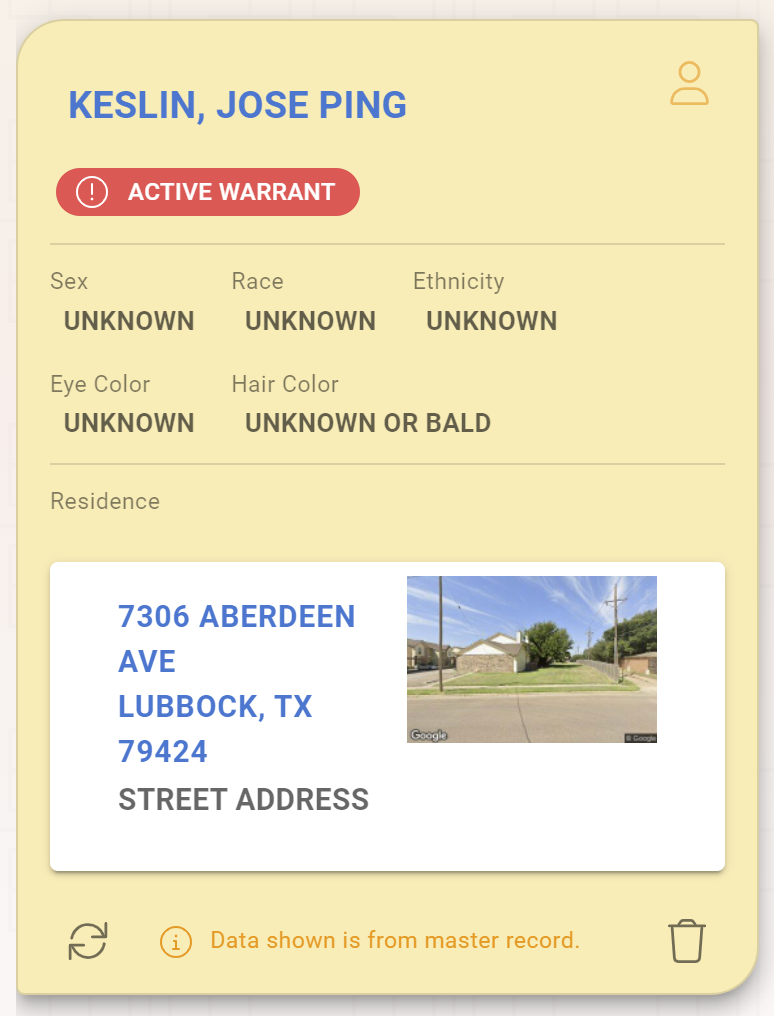 KESLIN, JOSE PING
ACTIVE WARRANT
Sex Race Ethnicity
UNKNOWN UNKNOWN UNKNOWN
Eye Color Hair Color
UNKNOWN UNKNOWN OR BALD
Residence
7306 ABERDEEN
AVE
LUBBOCK, TX
79424
STREET ADDRESS
Google
© Google
Data shown is from master record.